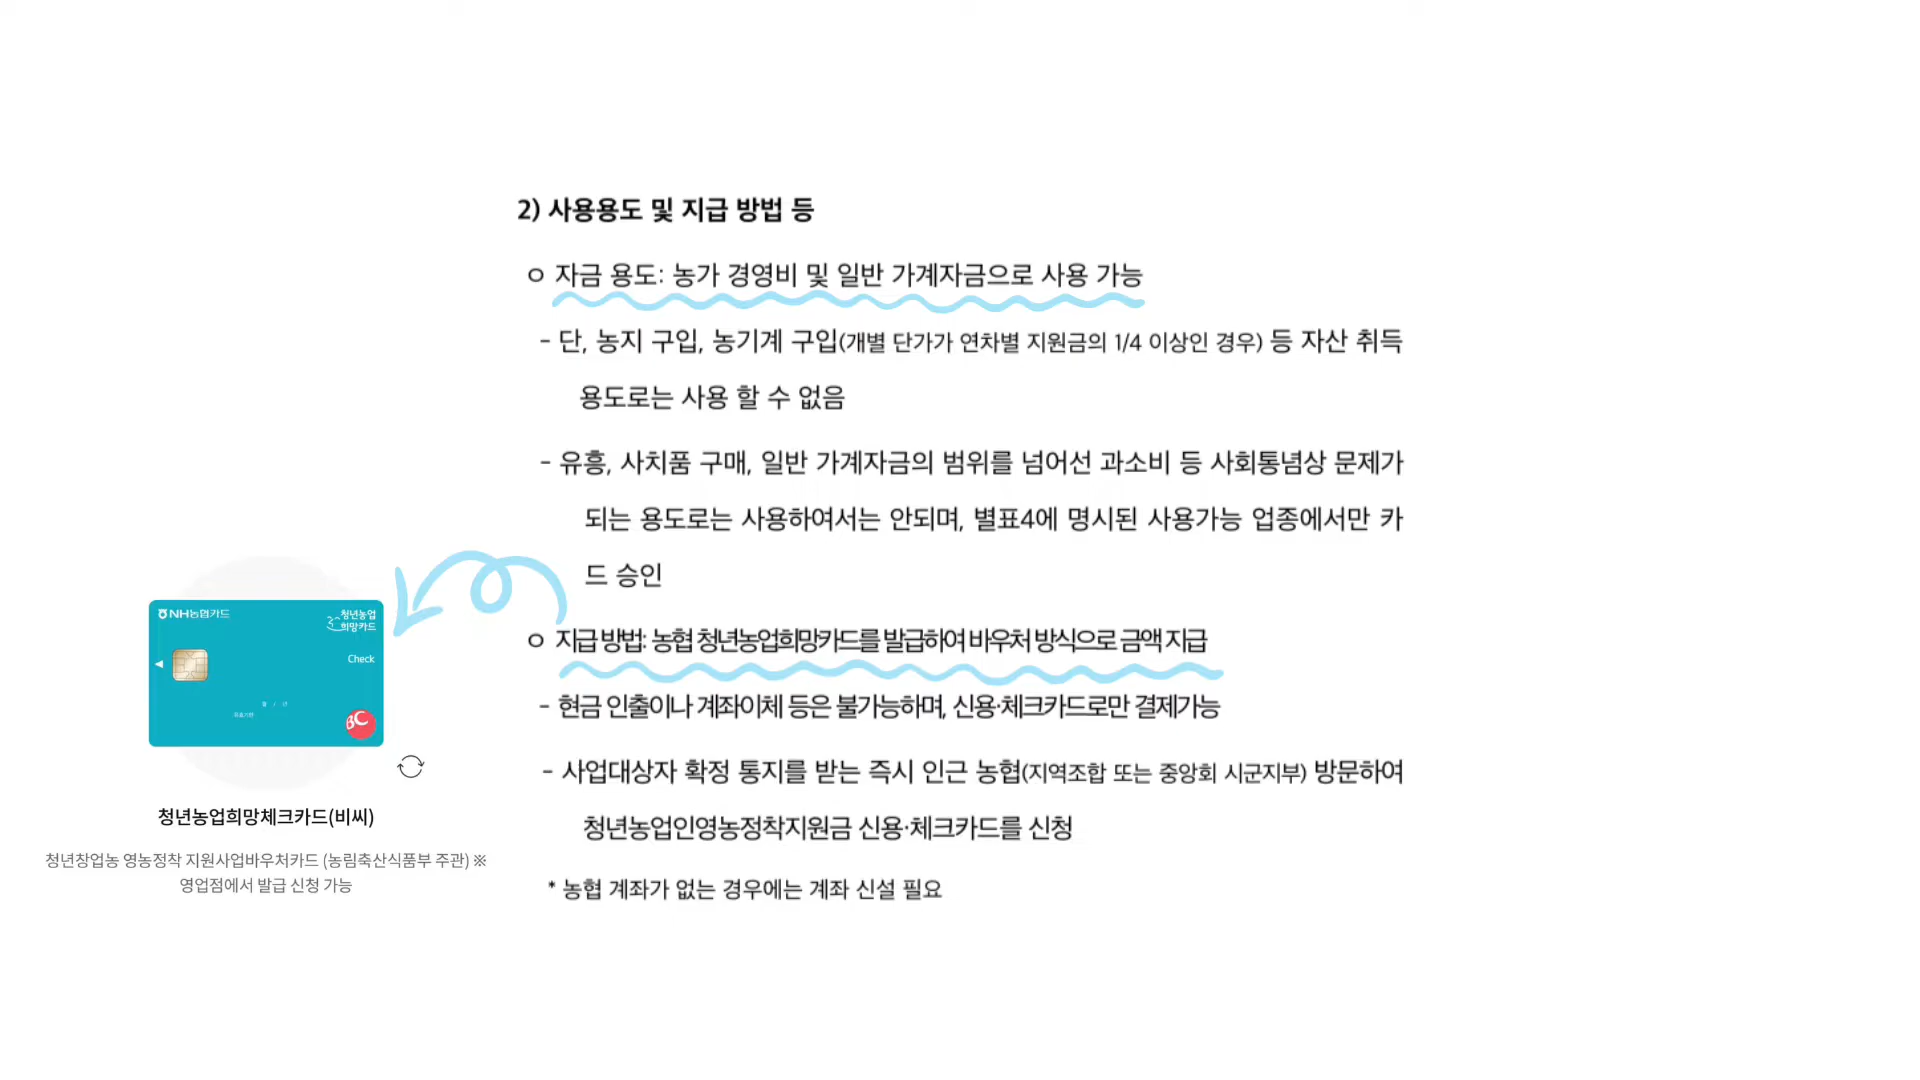 2) 사용용도 및 지급 방법 등
ㅇ 자금 용도: 농가 경영비 및 일반 가계자금으로 사용 가능
- 단, 농지 구입, 농기계 구입(개별 단가가 연차별 지원금의 1/4 이상인 경우) 등 자산 취득
용도로는 사용 할 수 없음
- 유흥, 사치품 구매, 일반 가계자금의 범위를 넘어선 과소비 등 사회통념상 문제가
되는 용도로는 사용하여서는 안되며, 별표4에 명시된 사용가능 업종에서만 카
드 승인
ㅇ 지급 방법: 농협 청년농업희망카드를 발급하여 바우처 방식으로 금액 지급
- 현금 인출이나 계좌이체 등은 불가능하며, 신용·체크카드로만 결제가능
- 사업대상자 확정 통지를 받는 즉시 인근 농협(지역조합 또는 중앙회 시군지부) 방문하여
청년농업인영농정착지원금 신용·체크카드를 신청
* 농협 계좌가 없는 경우에는 계좌 신설 필요
NH농협카드
청년농업
희망카드
Check
월 / 년
BC
청년농업희망체크카드(비씨)
청년창업농 영농정착 지원사업바우처카드 (농림축산식품부 주관) ※
영업점에서 발급 신청 가능